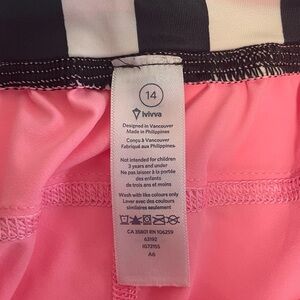 14
ivivva
Designed in Vancouver
Made in Philippines
Conçu à Vancouver
Fabriqué aux Philippines
Not intended for children
3 years and under
Ne pas laisser à la portée
des enfants
de trois ans et moins
Wash with like colours only
Laver avec des couleurs
similaires seulement
CA 35801 RN 106259
63192
IG7215S
A6